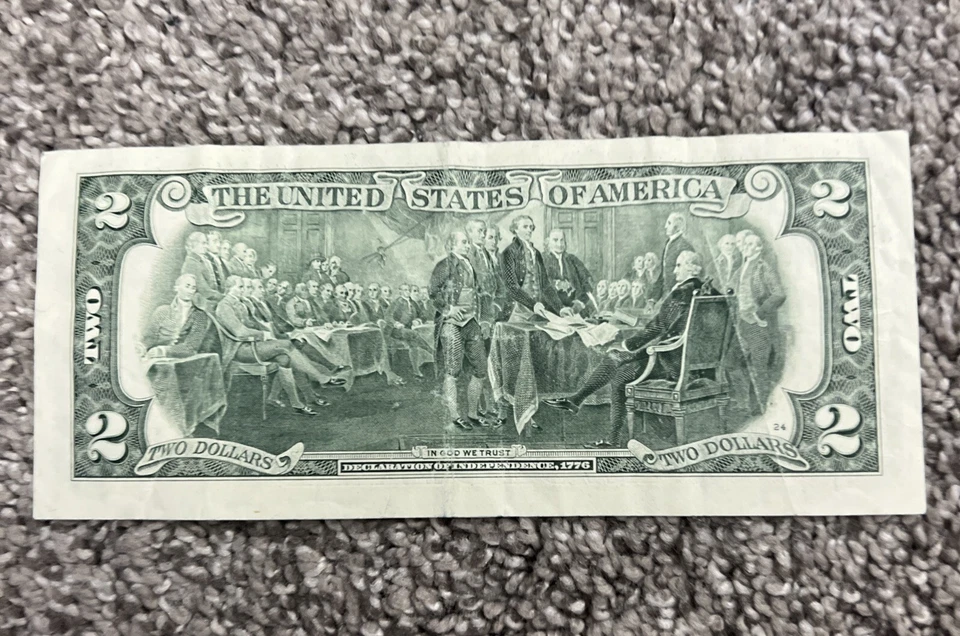 2 THE UNITED STATES OF AMERICA 2
TWO
TWO
24
2 TWO DOLLARS
TWO DOLLARS 2
IN GOD WE TRUST
DECLARATION OF INDEPENDENCE, 1776